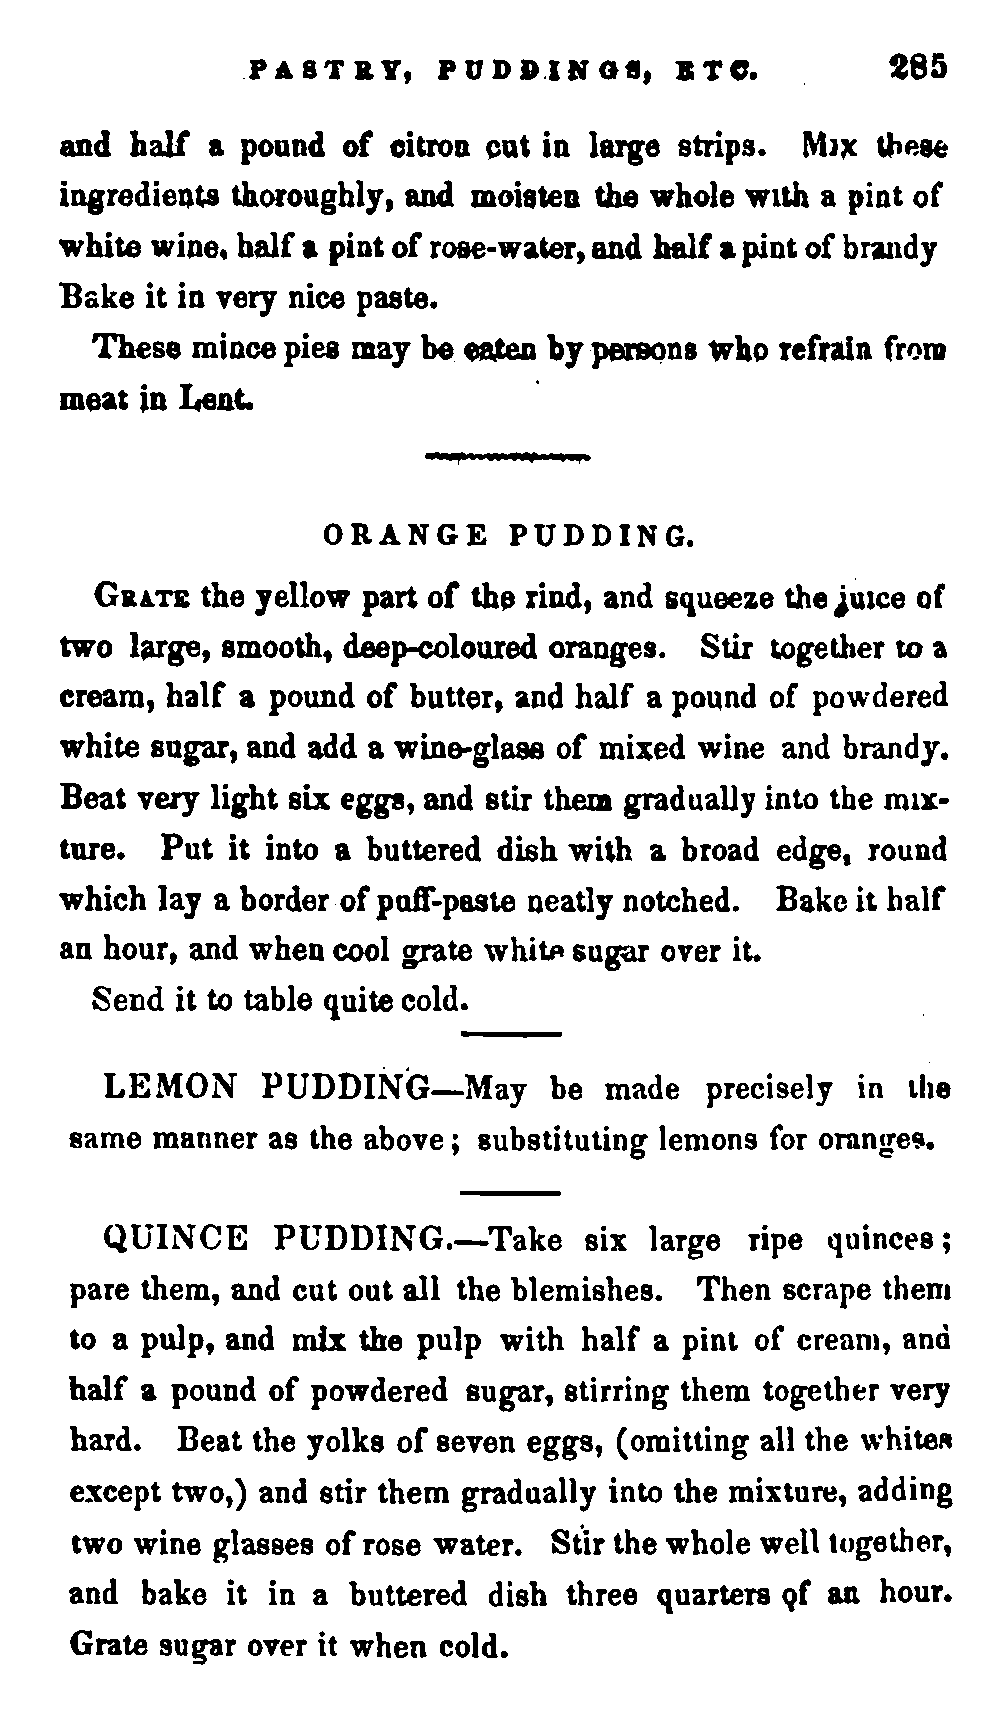 PASTRY, PUDDINGS, ETC. 285
and half a pound of citron cut in large strips. Mix these
ingredients thoroughly, and moisten the whole with a pint of
white wine, half a pint of rose-water, and half a pint of brandy
Bake it in very nice paste.
These mince pies may be eaten by persons who refrain from
meat in Lent.
ORANGE PUDDING.
GRATE the yellow part of the rind, and squeeze the juice of
two large, smooth, deep-coloured oranges. Stir together to a
cream, half a pound of butter, and half a pound of powdered
white sugar, and add a wine-glass of mixed wine and brandy.
Beat very light six eggs, and stir them gradually into the mix-
ture. Put it into a buttered dish with a broad edge, round
which lay a border of puff-paste neatly notched. Bake it half
an hour, and when cool grate white sugar over it.
Send it to table quite cold.
LEMON PUDDING—May be made precisely in the
same manner as the above; substituting lemons for oranges.
QUINCE PUDDING.—Take six large ripe quinces;
pare them, and cut out all the blemishes. Then scrape them
to a pulp, and mix the pulp with half a pint of cream, and
half a pound of powdered sugar, stirring them together very
hard. Beat the yolks of seven eggs, (omitting all the whites
except two,) and stir them gradually into the mixture, adding
two wine glasses of rose water. Stir the whole well together,
and bake it in a buttered dish three quarters of an hour.
Grate sugar over it when cold.